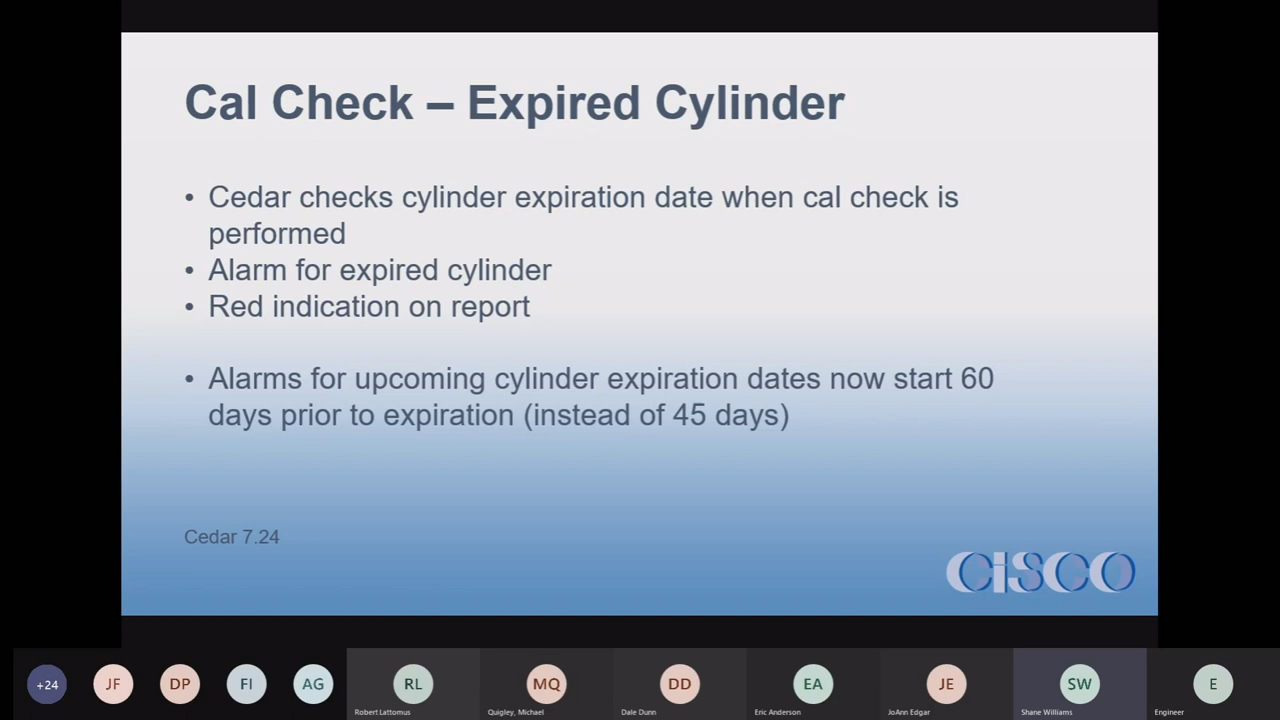 Cal Check – Expired Cylinder
• Cedar checks cylinder expiration date when cal check is
performed
• Alarm for expired cylinder
• Red indication on report
• Alarms for upcoming cylinder expiration dates now start 60
days prior to expiration (instead of 45 days)
Cedar 7.24
CiSCO
+24
JF
DP
FI
AG
RL
MQ
DD
EA
JE
SW
E
Robert Lattomus
Quigley, Michael
Dale Dunn
Eric Anderson
JoAnn Edgar
Shane Williams
Engineer